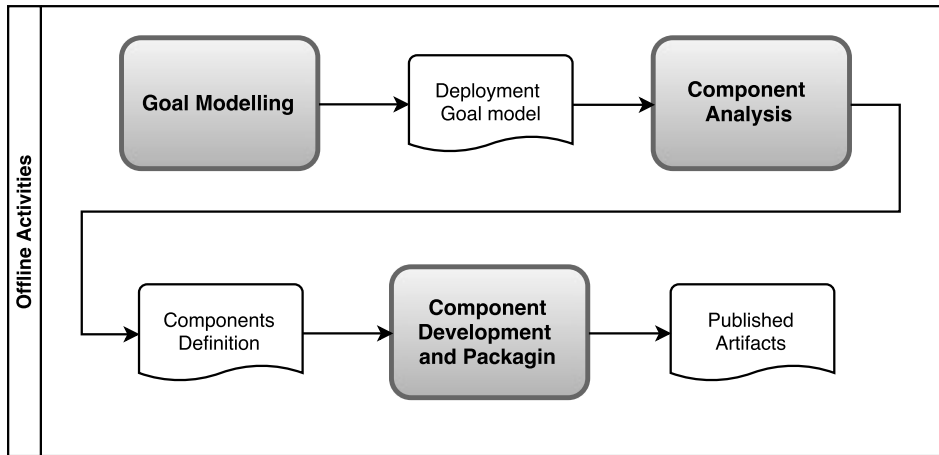 Offline Activities
Goal Modelling
Deployment
Goal model
Component
Analysis
Components
Definition
Component
Development
and Packagin
Published
Artifacts